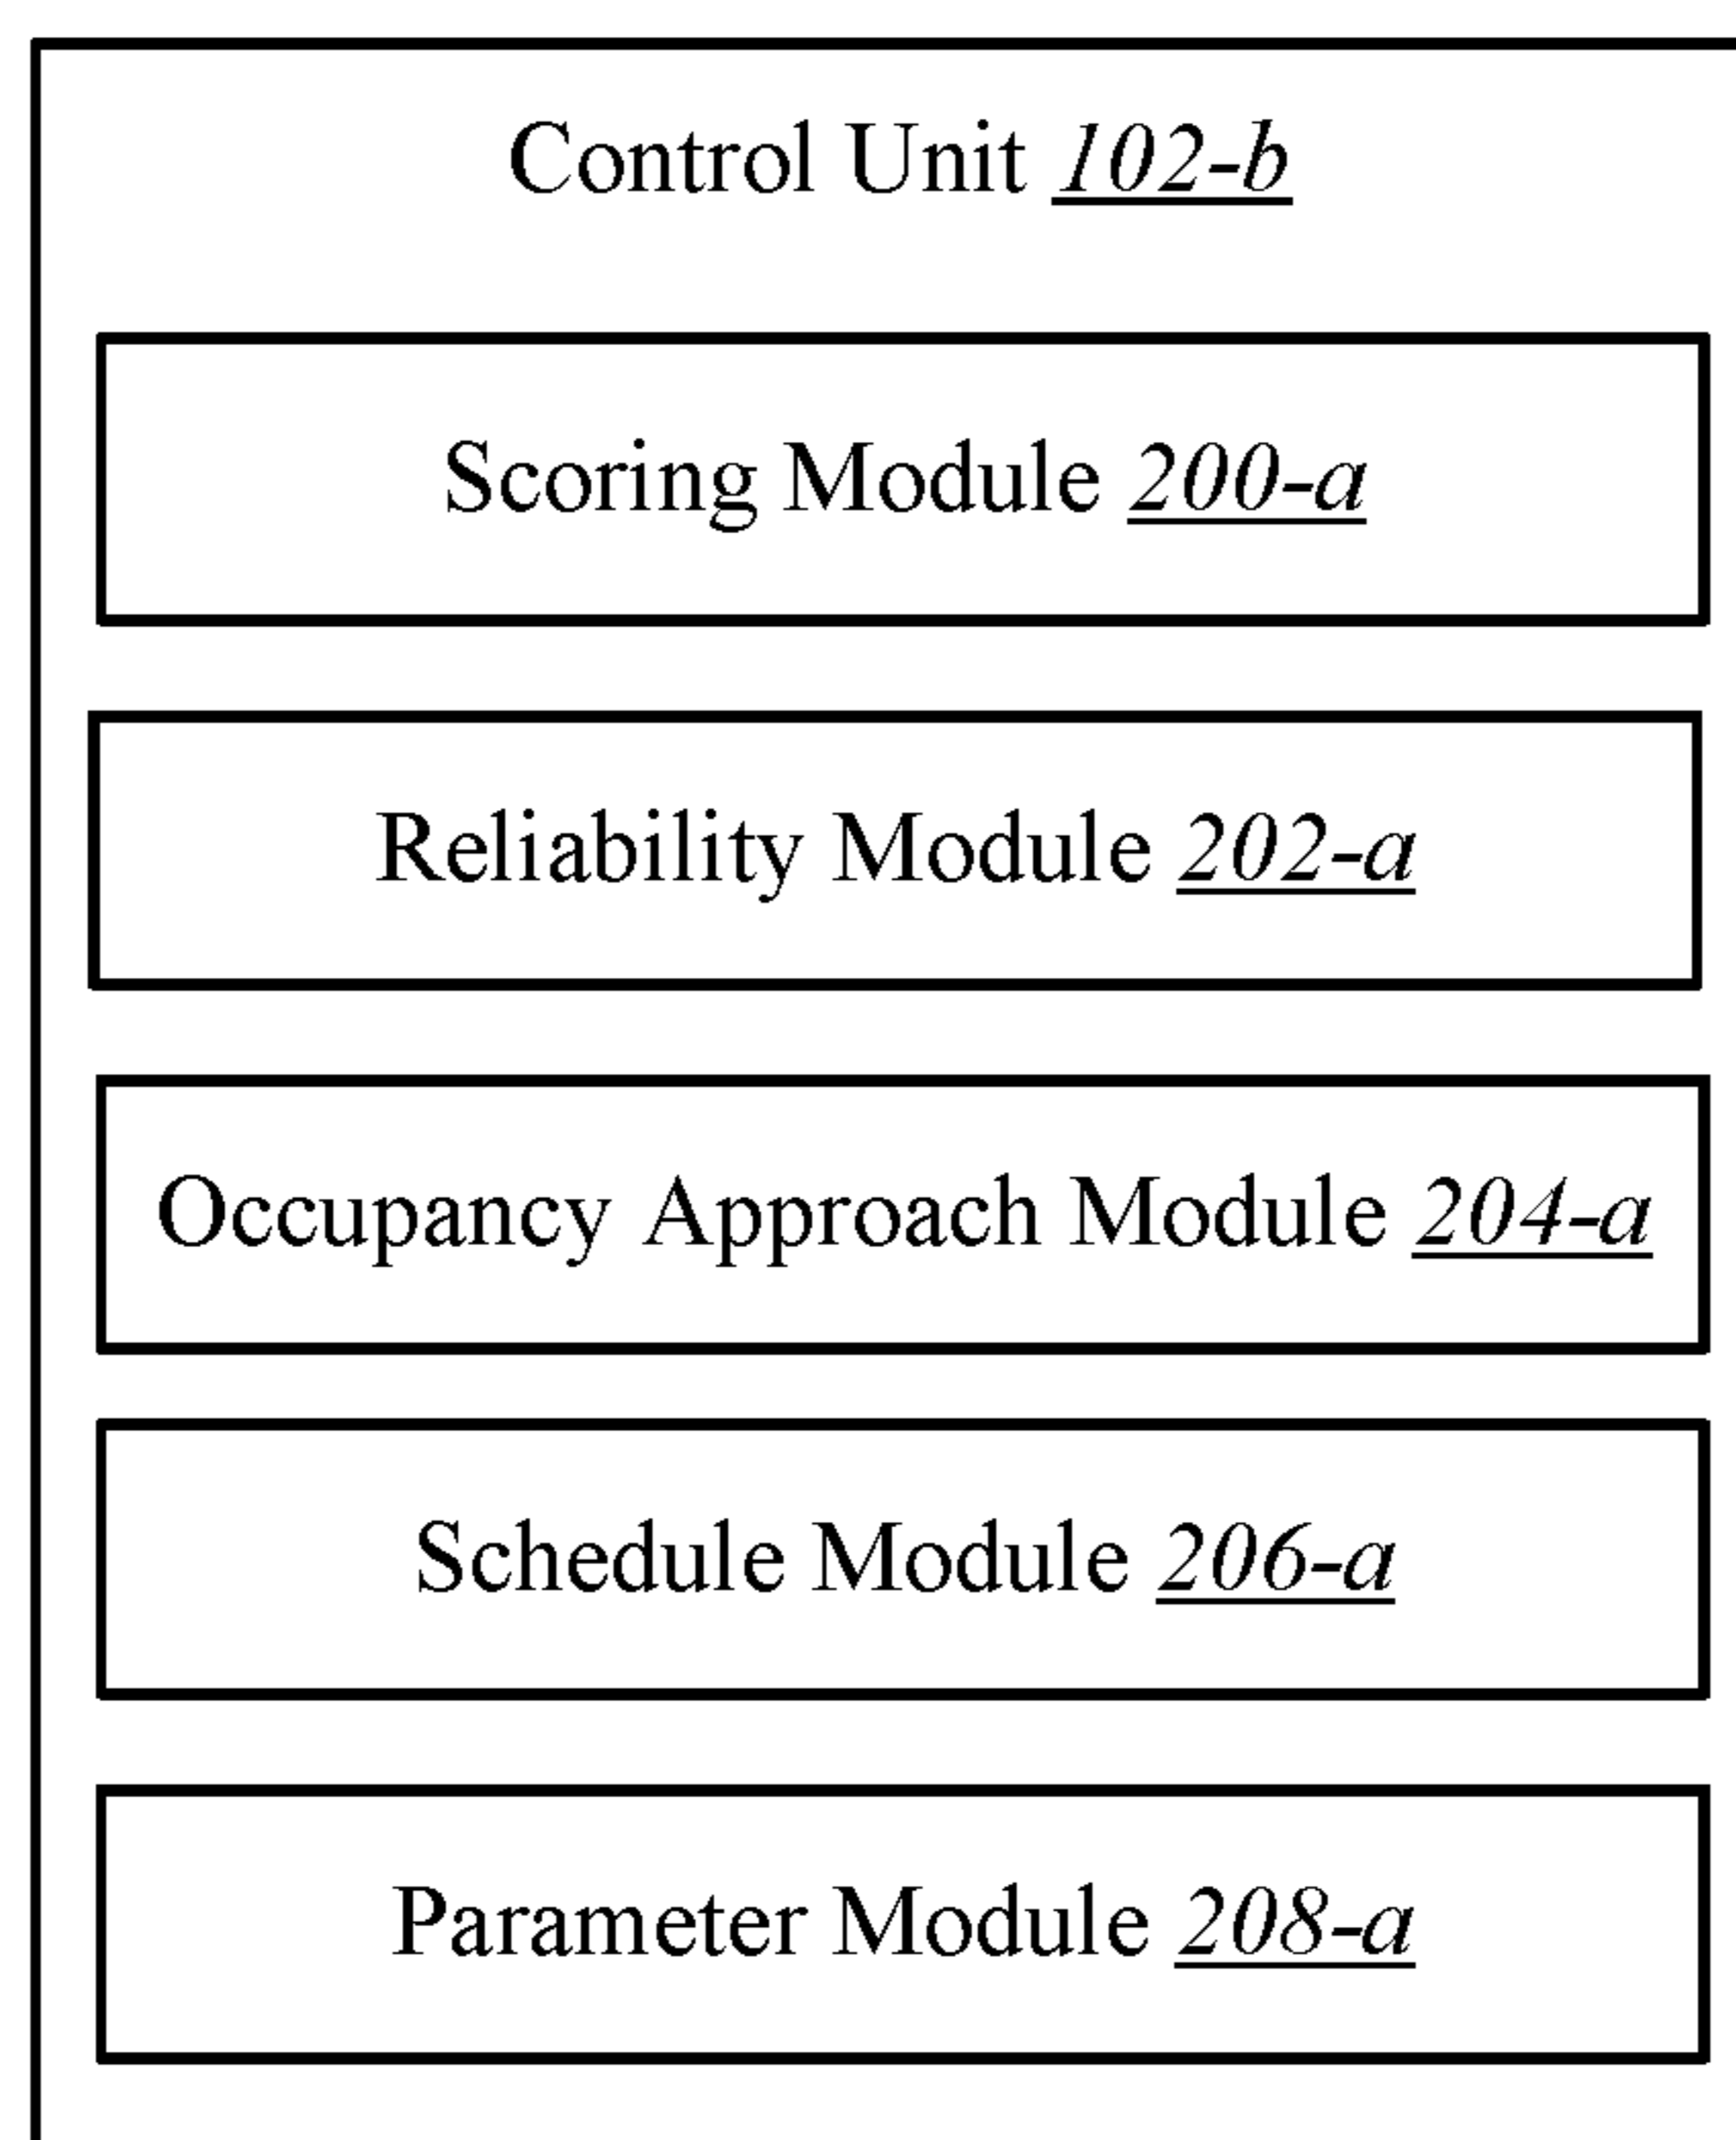 Control Unit 102-b
Scoring Module 200-a
Reliability Module 202-a
Occupancy Approach Module 204-a
Schedule Module 206-a
Parameter Module 208-a